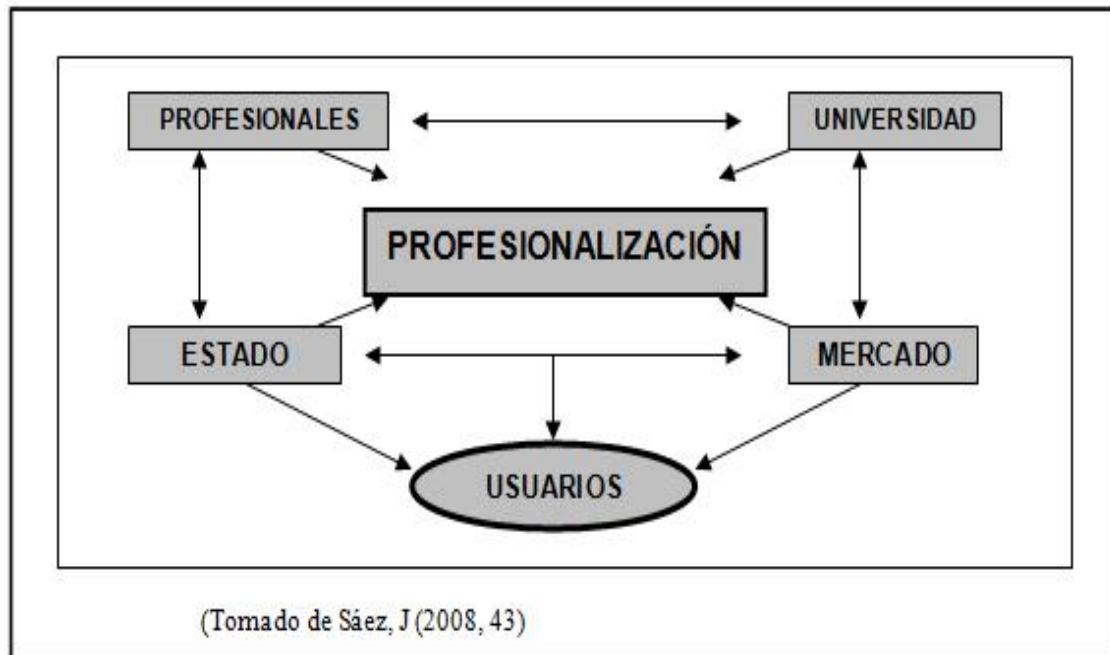 PROFESIONALES
UNIVERSIDAD
PROFESIONALIZACIÓN
ESTADO
MERCADO
USUARIOS
(Tomado de Sáez, J (2008, 43)